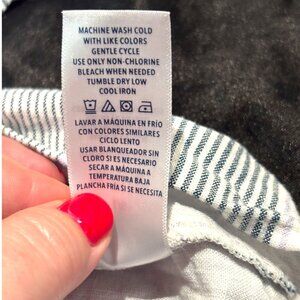 MACHINE WASH COLD
WITH LIKE COLORS
GENTLE CYCLE
USE ONLY NON-CHLORINE
BLEACH WHEN NEEDED
TUMBLE DRY LOW
COOL IRON
LAVAR A MÁQUINA EN FRÍO
CON COLORES SIMILARES
CICLO LENTO
USAR BLANQUEADOR SIN
CLORO SI ES NECESARIO
SECAR A MÁQUINA A
TEMPERATURA BAJA
PLANCHA FRÍA SI SE NECESITA